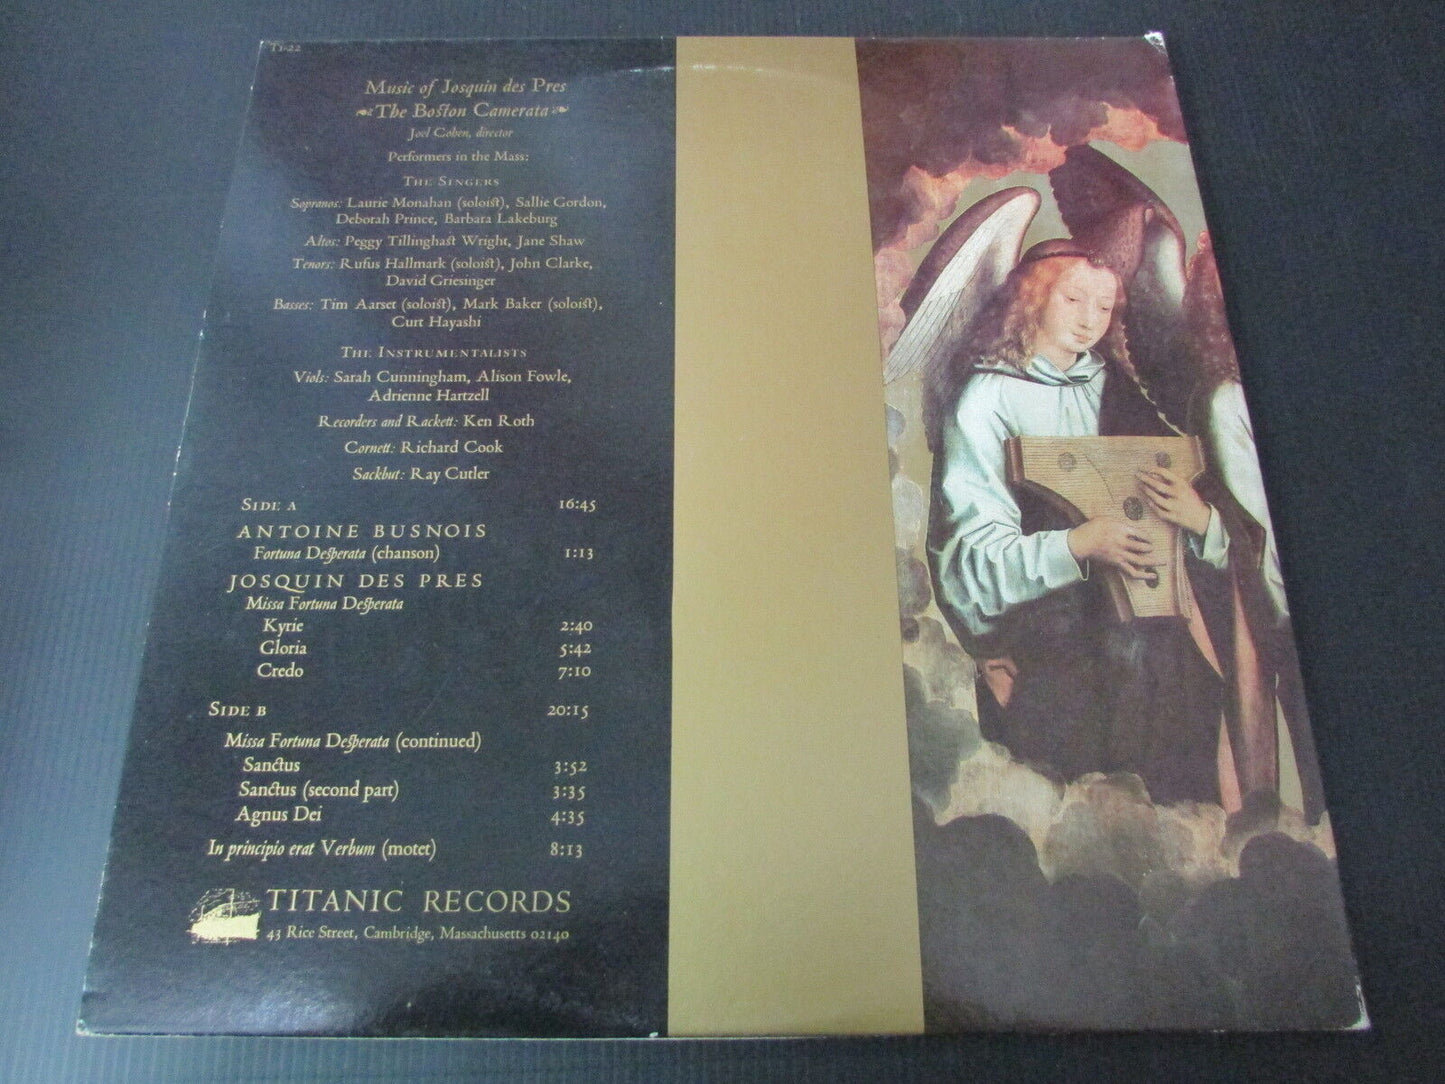 T1-22
Music of Josquin des Pres
The Boston Camerata
Joel Cohen, director
Performers in the Mass:
THE SINGERS
Sopranos: Laurie Monahan (soloist), Sallie Gordon,
Deborah Prince, Barbara Lakeburg
Altos: Peggy Tillinghast Wright, Jane Shaw
Tenors: Rufus Hallmark (soloist), John Clarke,
David Griesinger
Basses: Tim Aarset (soloist), Mark Baker (soloist),
Curt Hayashi
THE INSTRUMENTALISTS
Viols: Sarah Cunningham, Alison Fowle,
Adrienne Hartzell
Recorders and Rackett: Ken Roth
Cornett: Richard Cook
Sackbut: Ray Cutler
SIDE A 16:45
ANTOINE BUSNOIS
Fortuna Desperata (chanson) 1:13
JOSQUIN DES PRES
Missa Fortuna Desperata
Kyrie 2:40
Gloria 5:42
Credo 7:10
SIDE B 20:15
Missa Fortuna Desperata (continued)
Sanctus 3:52
Sanctus (second part) 3:35
Agnus Dei 4:35
In principio erat Verbum (motet) 8:13
TITANIC RECORDS
43 Rice Street, Cambridge, Massachusetts 02140